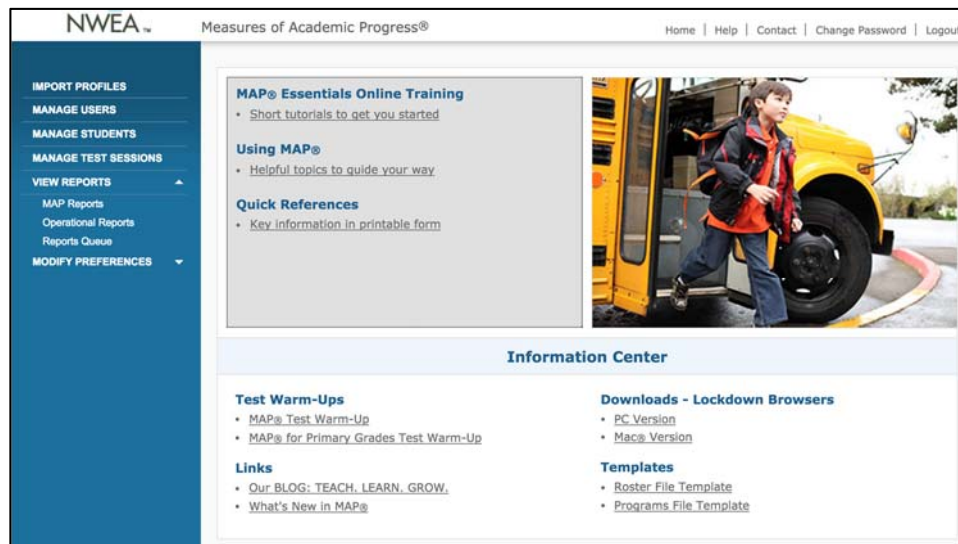 NWEA™
Measures of Academic Progress®
Home | Help | Contact | Change Password | Logout
IMPORT PROFILES
MANAGE USERS
MANAGE STUDENTS
MANAGE TEST SESSIONS
VIEW REPORTS
MAP Reports
Operational Reports
Reports Queue
MODIFY PREFERENCES
MAP® Essentials Online Training
• Short tutorials to get you started
Using MAP®
• Helpful topics to guide your way
Quick References
• Key information in printable form
Information Center
Test Warm-Ups
• MAP® Test Warm-Up
• MAP® for Primary Grades Test Warm-Up
Links
• Our BLOG: TEACH. LEARN. GROW.
• What's New in MAP®
Downloads - Lockdown Browsers
• PC Version
• Mac® Version
Templates
• Roster File Template
• Programs File Template